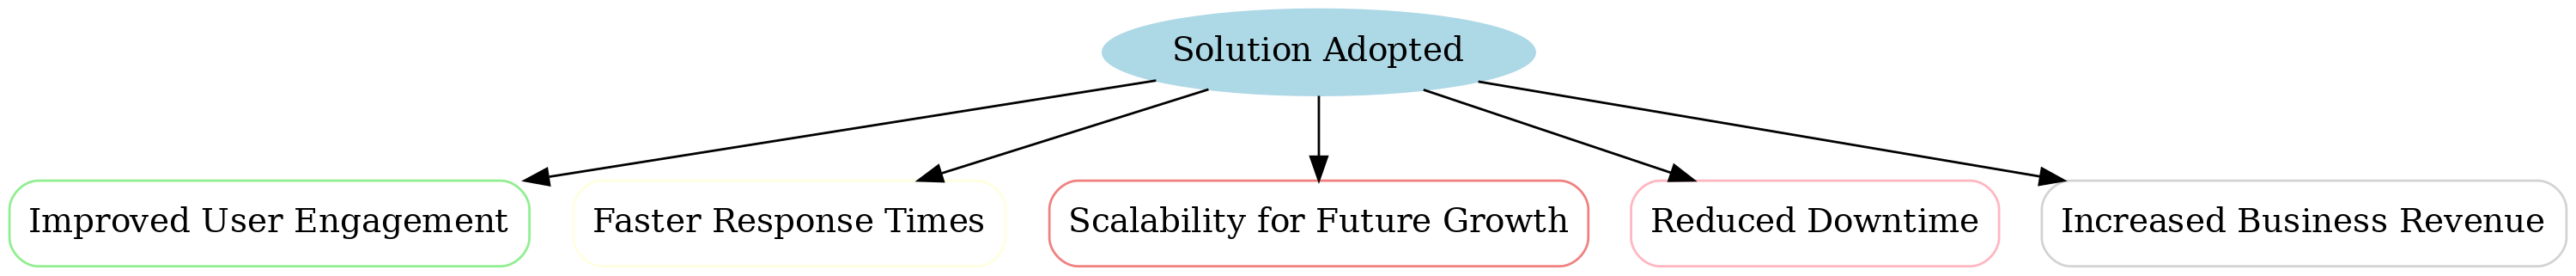 Solution Adopted
Improved User Engagement
Faster Response Times
Scalability for Future Growth
Reduced Downtime
Increased Business Revenue